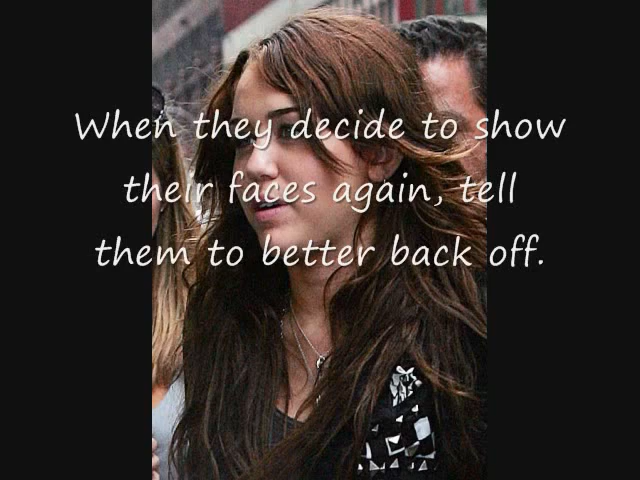 When they decide to show
their faces again, tell
them to better back off.